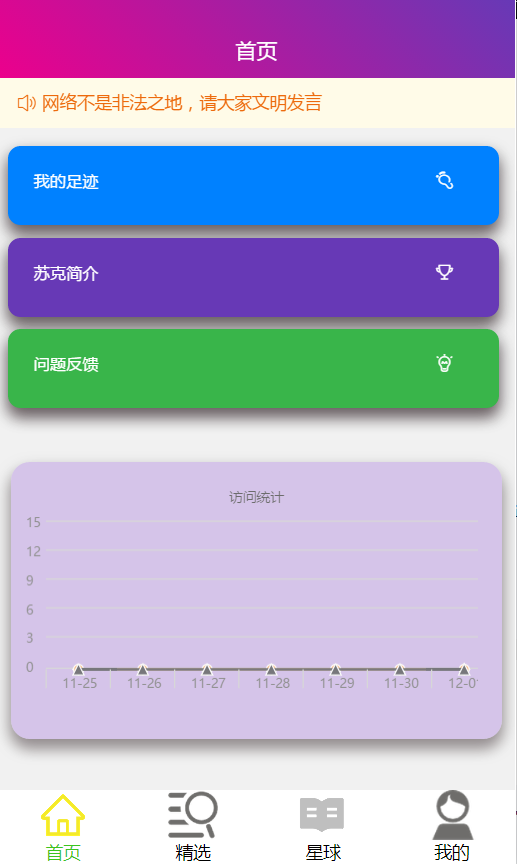 首页
网络不是非法之地，请大家文明发言
我的足迹
苏克简介
问题反馈
访问统计
15
12
9
6
3
0
11-25 11-26 11-27 11-28 11-29 11-30 12-01
首页 精选 星球 我的